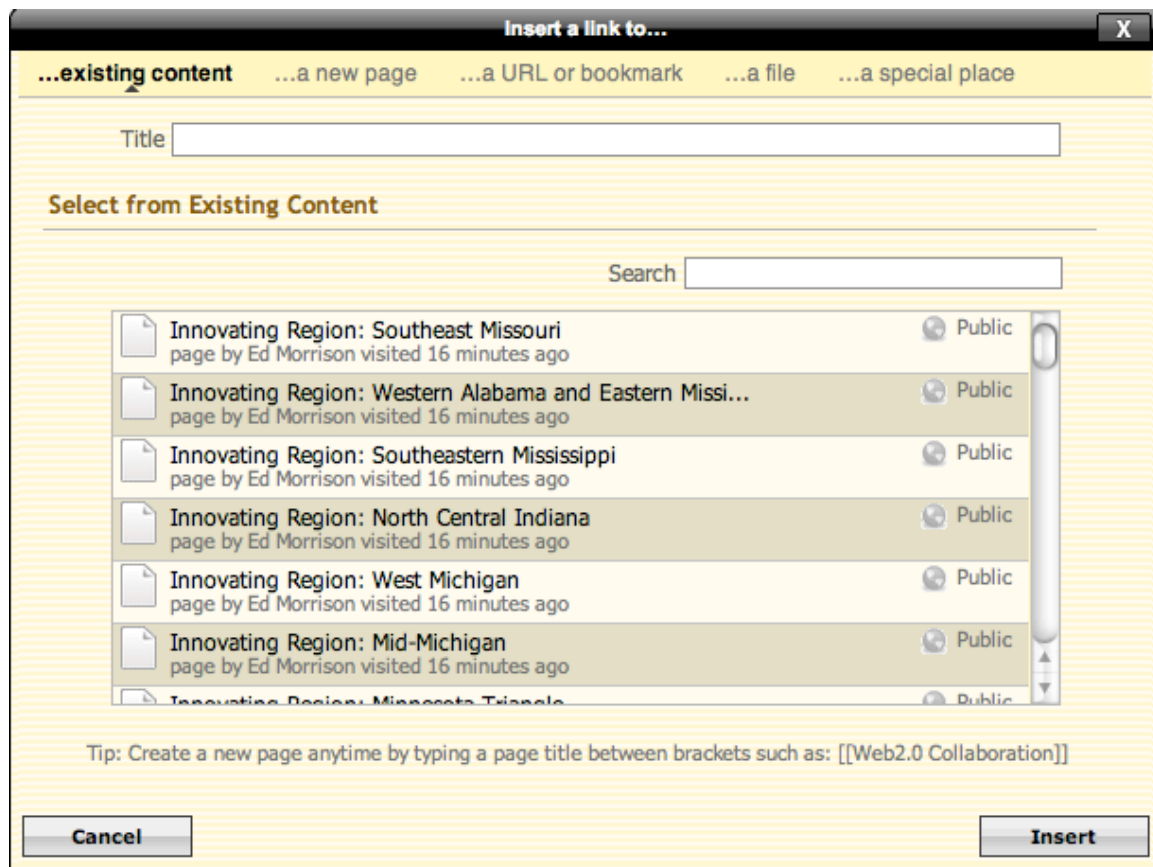 Insert a link to...
X
...existing content ...a new page ...a URL or bookmark ...a file ...a special place
Title
Select from Existing Content
Search
Innovating Region: Southeast Missouri Public
page by Ed Morrison visited 16 minutes ago
Innovating Region: Western Alabama and Eastern Missi... Public
page by Ed Morrison visited 16 minutes ago
Innovating Region: Southeastern Mississippi Public
page by Ed Morrison visited 16 minutes ago
Innovating Region: North Central Indiana Public
page by Ed Morrison visited 16 minutes ago
Innovating Region: West Michigan Public
page by Ed Morrison visited 16 minutes ago
Innovating Region: Mid-Michigan Public
page by Ed Morrison visited 16 minutes ago
Innovating Region: Minnesota Triangle Public
Tip: Create a new page anytime by typing a page title between brackets such as: [[Web2.0 Collaboration]]
Cancel Insert